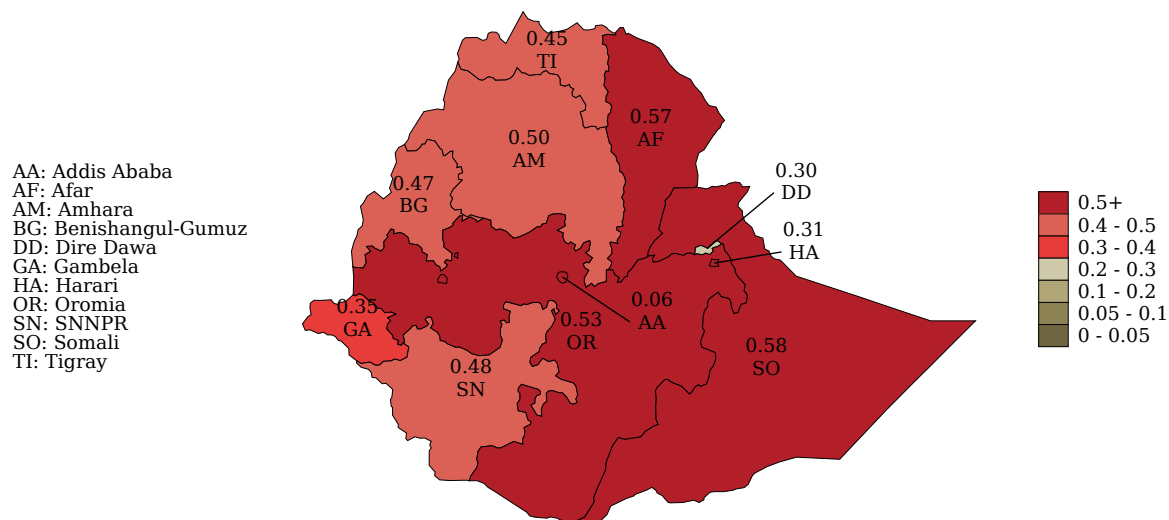 AA: Addis Ababa
AF: Afar
AM: Amhara
BG: Benishangul-Gumuz
DD: Dire Dawa
GA: Gambela
HA: Harari
OR: Oromia
SN: SNNPR
SO: Somali
TI: Tigray
0.45
TI
0.57
AF
0.50
AM
0.47
BG
0.30
DD
0.31
HA
0.06
AA
0.35
GA
0.53
OR
0.58
SO
0.48
SN
0.5+
0.4 - 0.5
0.3 - 0.4
0.2 - 0.3
0.1 - 0.2
0.05 - 0.1
0 - 0.05